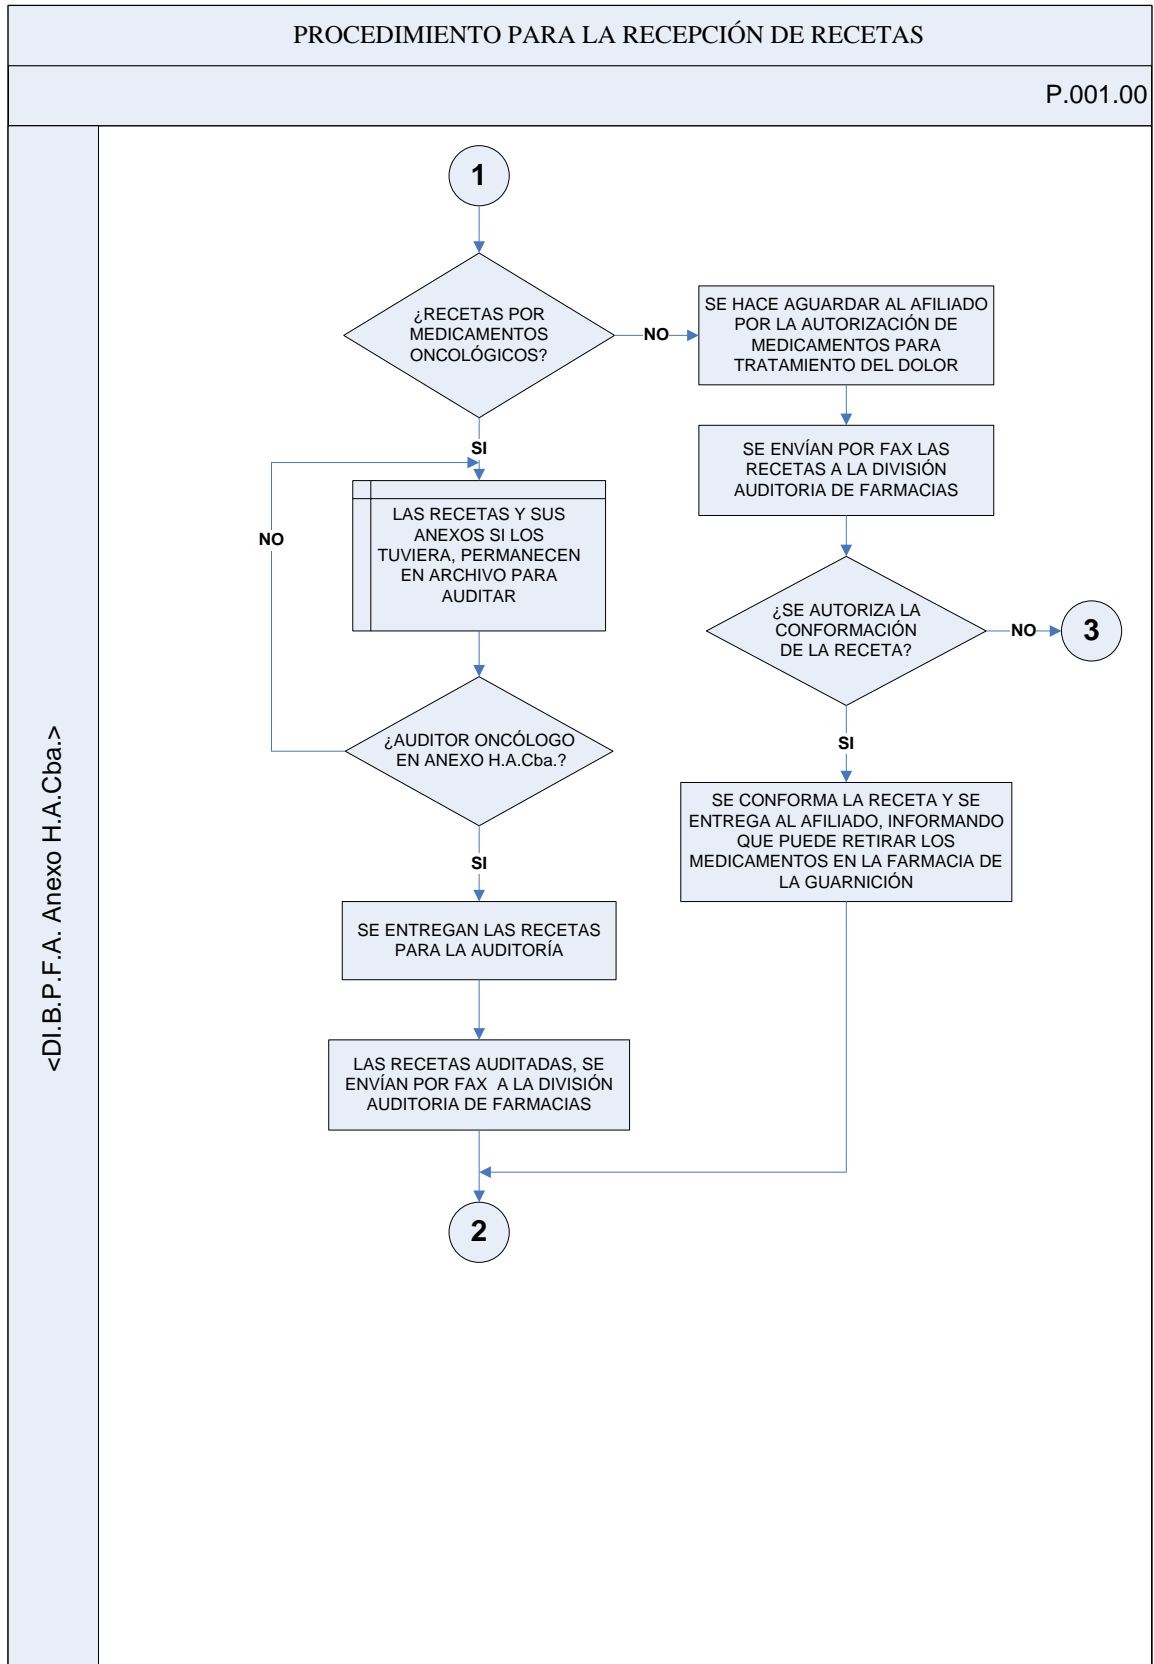 PROCEDIMIENTO PARA LA RECEPCIÓN DE RECETAS
P.001.00
<DI.B.P.F.A. Anexo H.A.Cba.>
1
¿RECETAS POR
MEDICAMENTOS
ONCOLÓGICOS?
NO
SE HACE AGUARDAR AL AFILIADO
POR LA AUTORIZACIÓN DE
MEDICAMENTOS PARA
TRATAMIENTO DEL DOLOR
SE ENVÍAN POR FAX LAS
RECETAS A LA DIVISIÓN
AUDITORIA DE FARMACIAS
¿SE AUTORIZA LA
CONFORMACIÓN
DE LA RECETA?
NO
3
SI
SE CONFORMA LA RECETA Y SE
ENTREGA AL AFILIADO, INFORMANDO
QUE PUEDE RETIRAR LOS
MEDICAMENTOS EN LA FARMACIA DE
LA GUARNICIÓN
SI
LAS RECETAS Y SUS
ANEXOS SI LOS
TUVIERA, PERMANECEN
EN ARCHIVO PARA
AUDITAR
NO
¿AUDITOR ONCÓLOGO
EN ANEXO H.A.Cba.?
SI
SE ENTREGAN LAS RECETAS
PARA LA AUDITORÍA
LAS RECETAS AUDITADAS, SE
ENVÍAN POR FAX A LA DIVISIÓN
AUDITORIA DE FARMACIAS
2